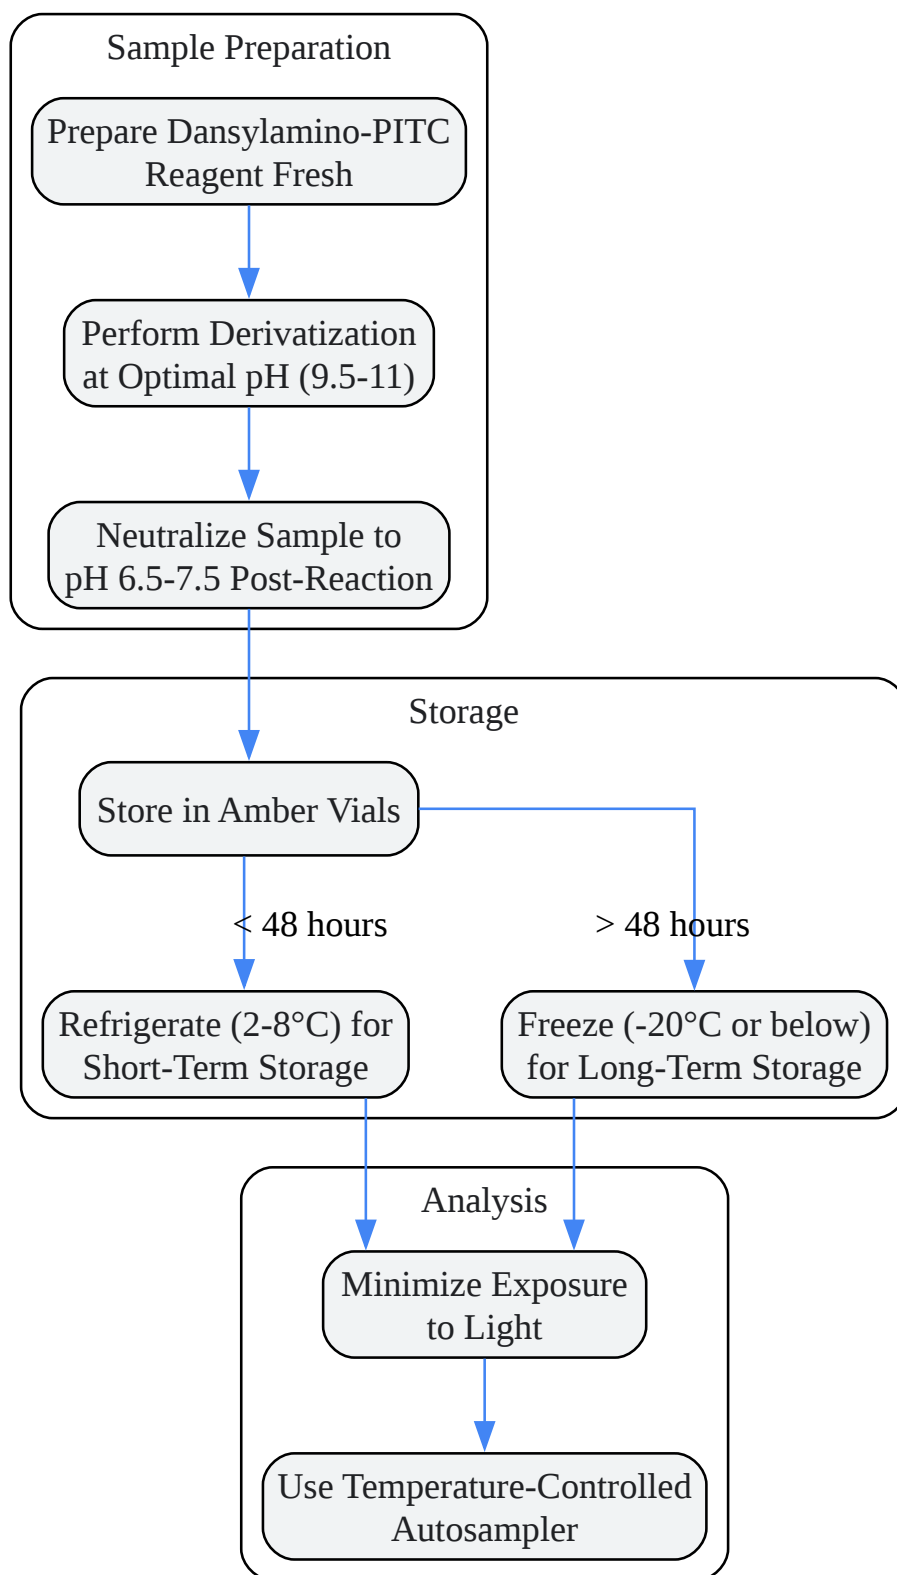 Sample Preparation
Prepare Dansylamino-PITC
Reagent Fresh
Perform Derivatization
at Optimal pH (9.5-11)
Neutralize Sample to
pH 6.5-7.5 Post-Reaction
Storage
Store in Amber Vials
< 48 hours
> 48 hours
Refrigerate (2-8°C) for
Short-Term Storage
Freeze (-20°C or below)
for Long-Term Storage
Analysis
Minimize Exposure
to Light
Use Temperature-Controlled
Autosampler